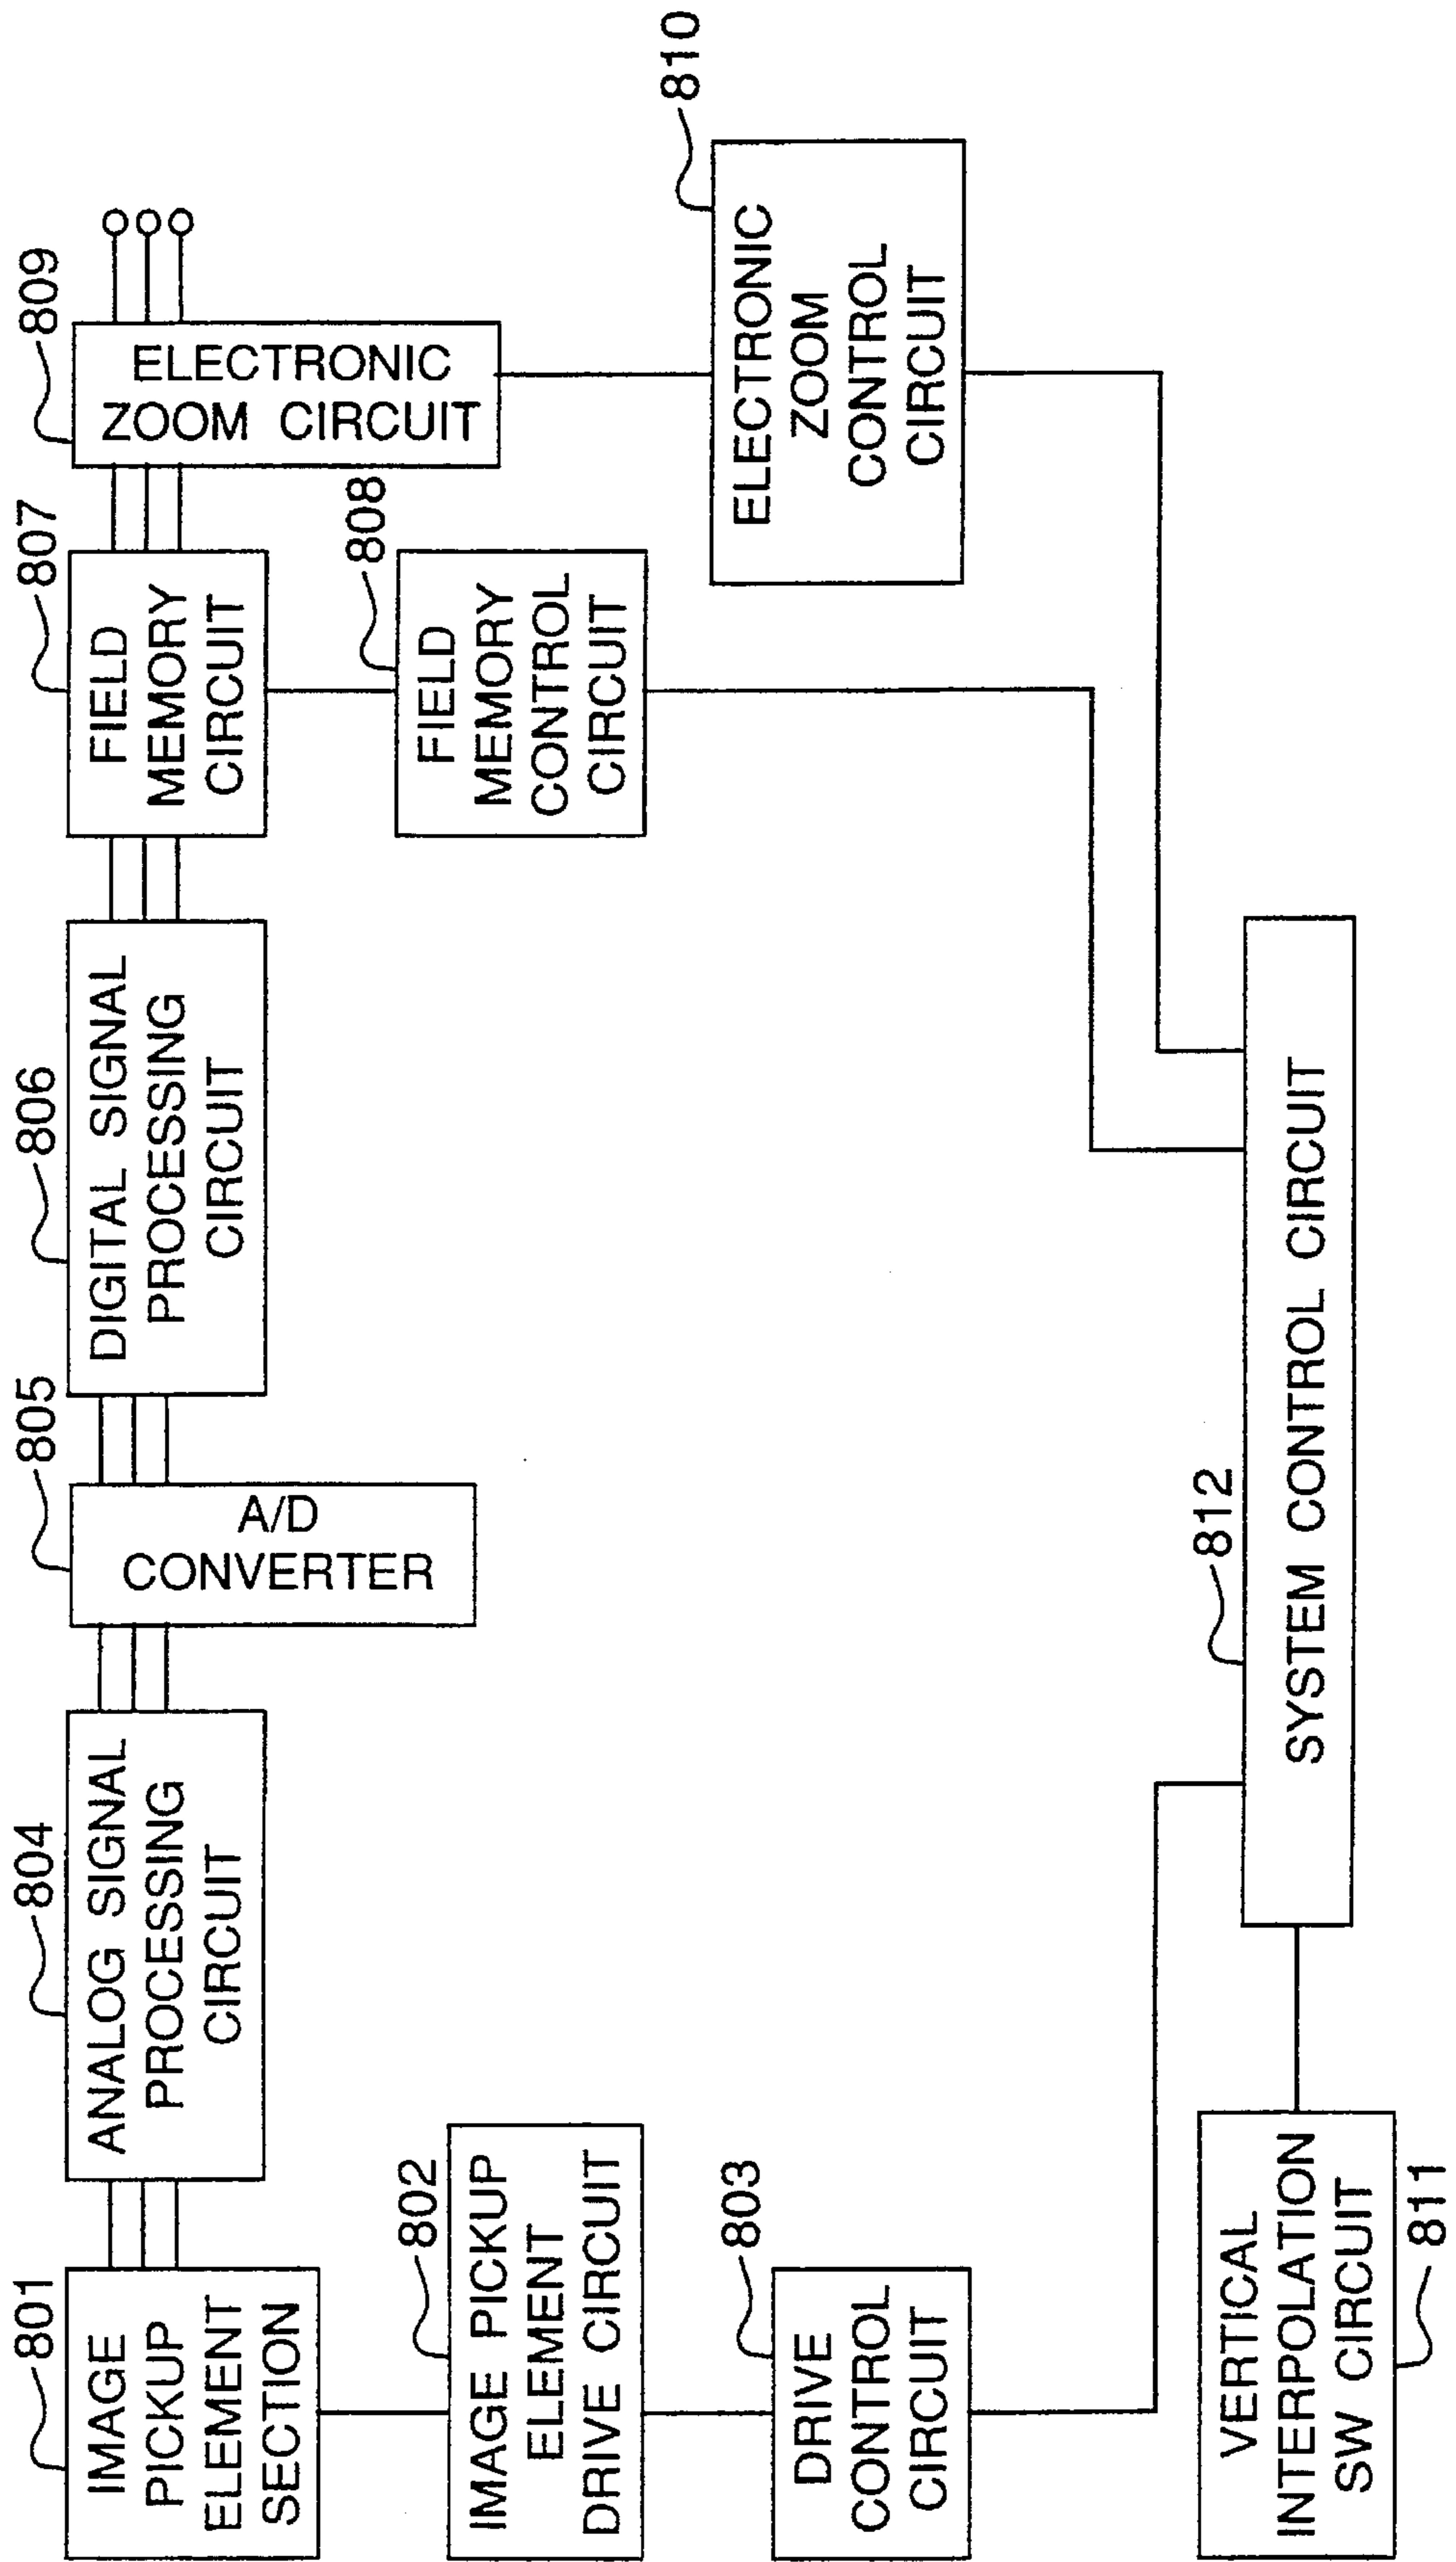 801
IMAGE
PICKUP
ELEMENT
SECTION
804
ANALOG SIGNAL
PROCESSING
CIRCUIT
805
A/D
CONVERTER
806
DIGITAL SIGNAL
PROCESSING
CIRCUIT
807
FIELD
MEMORY
CIRCUIT
809
ELECTRONIC
ZOOM CIRCUIT
802
IMAGE PICKUP
ELEMENT
DRIVE CIRCUIT
808
FIELD
MEMORY
CONTROL
CIRCUIT
810
ELECTRONIC
ZOOM
CONTROL
CIRCUIT
803
DRIVE
CONTROL
CIRCUIT
812
SYSTEM CONTROL CIRCUIT
VERTICAL
INTERPOLATION
SW CIRCUIT
811